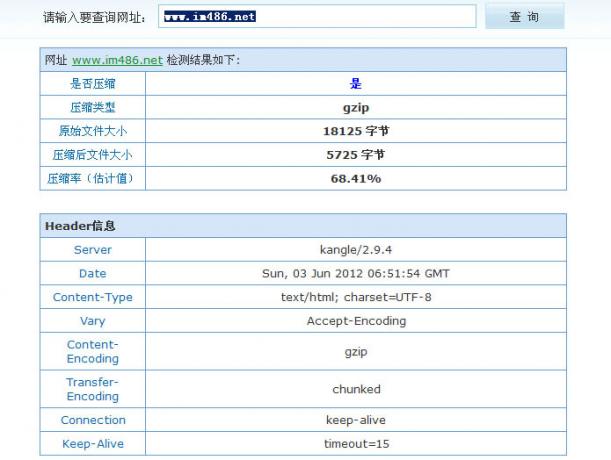 请输入要查询网址： www.im486.net 查 询
网址 www.im486.net 检测结果如下:
是否压缩 是
压缩类型 gzip
原始文件大小 18125 字节
压缩后文件大小 5725 字节
压缩率（估计值） 68.41%
Header信息
Server kangle/2.9.4
Date Sun, 03 Jun 2012 06:51:54 GMT
Content-Type text/html; charset=UTF-8
Vary Accept-Encoding
Content-
Encoding gzip
Transfer-
Encoding chunked
Connection keep-alive
Keep-Alive timeout=15